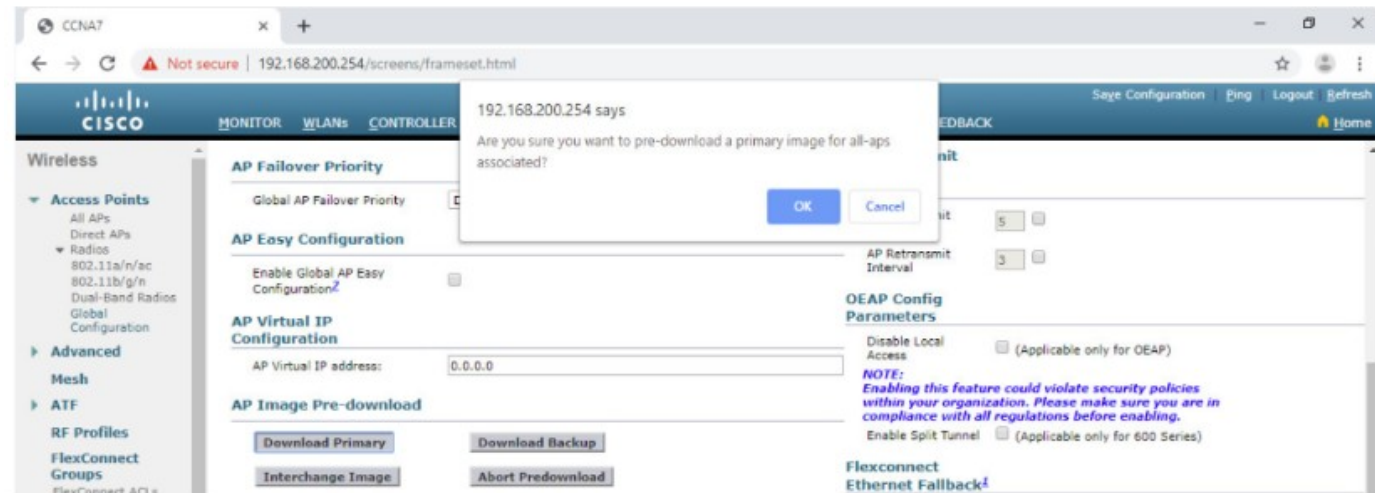 CCNA7
Not secure | 192.168.200.254/screens/frameset.html
192.168.200.254 says
Are you sure you want to pre-download a primary image for all-aps
associated?
OK Cancel
Save Configuration Ping Logout Refresh
CISCO
MONITOR WLANs CONTROLLER
EDBACK
Home
Wireless
Access Points
All APs
Direct APs
Radios
802.11a/n/ac
802.11b/g/n
Dual-Band Radios
Global
Configuration
Advanced
Mesh
ATF
RF Profiles
FlexConnect
Groups
FlexConnect ACLs
AP Failover Priority
Global AP Failover Priority
AP Easy Configuration
Enable Global AP Easy
Configuration2
AP Virtual IP
Configuration
AP Virtual IP address: 0.0.0.0
AP Image Pre-download
Download Primary Download Backup
Interchange Image Abort Predownload
nit
nit 5
AP Retransmit
Interval 3
OEAP Config
Parameters
Disable Local
Access (Applicable only for OEAP)
NOTE:
Enabling this feature could violate security policies
within your organization. Please make sure you are in
compliance with all regulations before enabling.
Enable Split Tunnel (Applicable only for 600 Series)
Flexconnect
Ethernet Fallback1